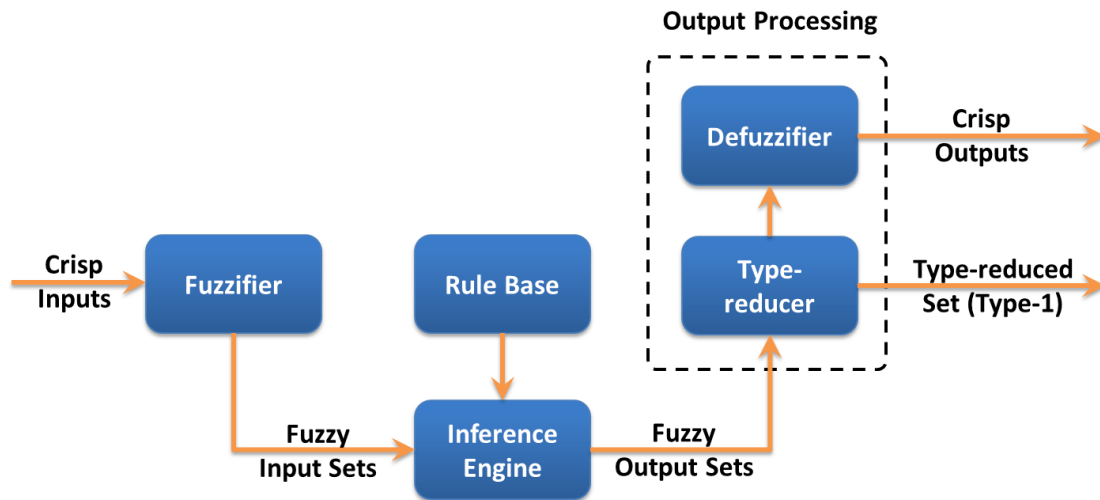 Output Processing
Defuzzifier
Crisp
Outputs
Crisp
Inputs
Fuzzifier
Rule Base
Type-
reducer
Type-reduced
Set (Type-1)
Fuzzy
Input Sets
Inference
Engine
Fuzzy
Output Sets